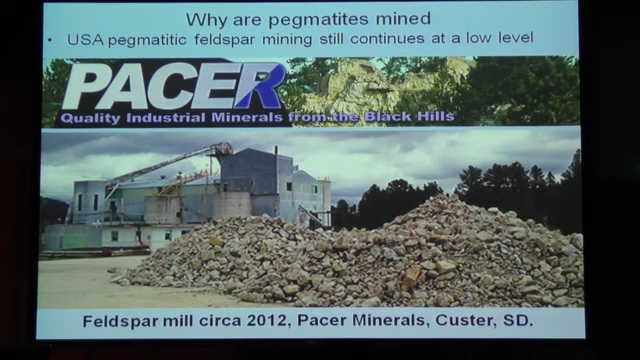 Why are pegmatites mined
• USA pegmatitic feldspar mining still continues at a low level
PACER
Quality Industrial Minerals from the Black Hills
Feldspar mill circa 2012, Pacer Minerals, Custer, SD.